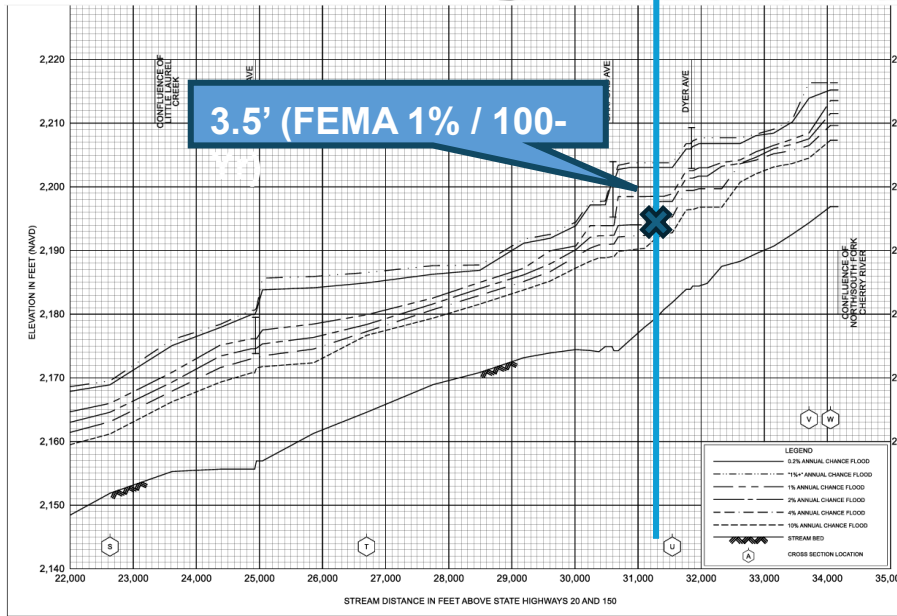 2,220
2,210
2,200
2,190
2,180
2,170
2,160
2,150
2,140
ELEVATION IN FEET (NAVD)
CONFLUENCE OF
LITTLE LAUREL
CREEK
AVE
AVE
DYER AVE
3.5' (FEMA 1% / 100-
CONFLUENCE OF
NORTH/SOUTH FORK
CHERRY RIVER
S
T
U
V
W
LEGEND
0.2% ANNUAL CHANCE FLOOD
"1%+" ANNUAL CHANCE FLOOD
1% ANNUAL CHANCE FLOOD
2% ANNUAL CHANCE FLOOD
4% ANNUAL CHANCE FLOOD
10% ANNUAL CHANCE FLOOD
STREAM BED
A CROSS SECTION LOCATION
22,000 23,000 24,000 25,000 26,000 27,000 28,000 29,000 30,000 31,000 32,000 33,000 34,000 35,0
STREAM DISTANCE IN FEET ABOVE STATE HIGHWAYS 20 AND 150